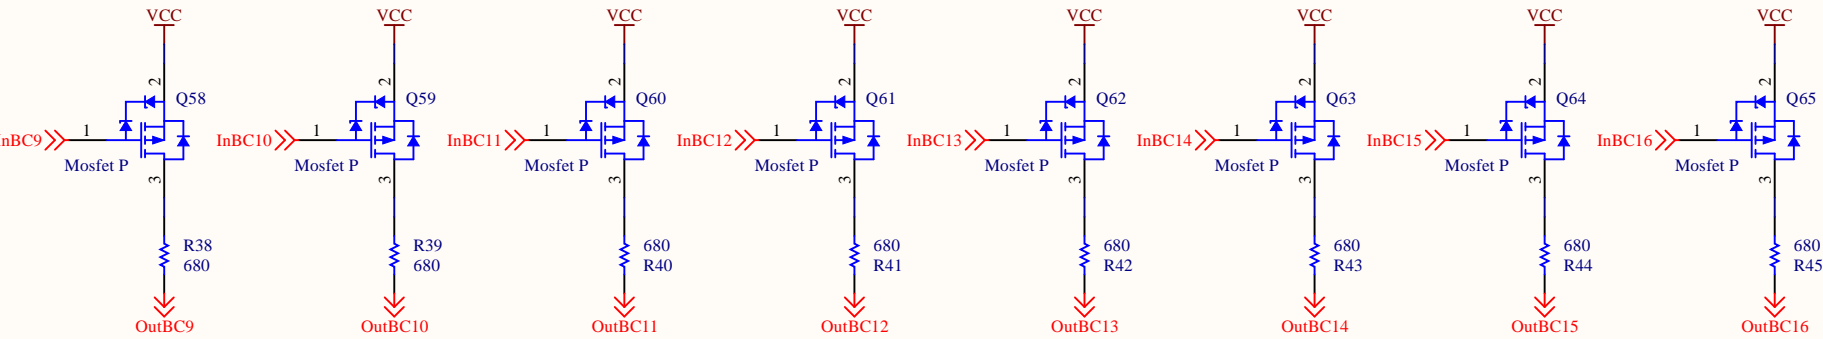 VCC VCC VCC VCC VCC VCC VCC VCC
2 2 2 2 2 2 2 2
Q58 Q59 Q60 Q61 Q62 Q63 Q64 Q65
InBC9 1 InBC10 1 InBC11 1 InBC12 1 InBC13 1 InBC14 1 InBC15 1 InBC16 1
Mosfet P Mosfet P Mosfet P Mosfet P Mosfet P Mosfet P Mosfet P Mosfet P
3 3 3 3 3 3 3 3
R38 R39 680 680 680 680 680 680
680 680 R40 R41 R42 R43 R44 R45
OutBC9 OutBC10 OutBC11 OutBC12 OutBC13 OutBC14 OutBC15 OutBC16